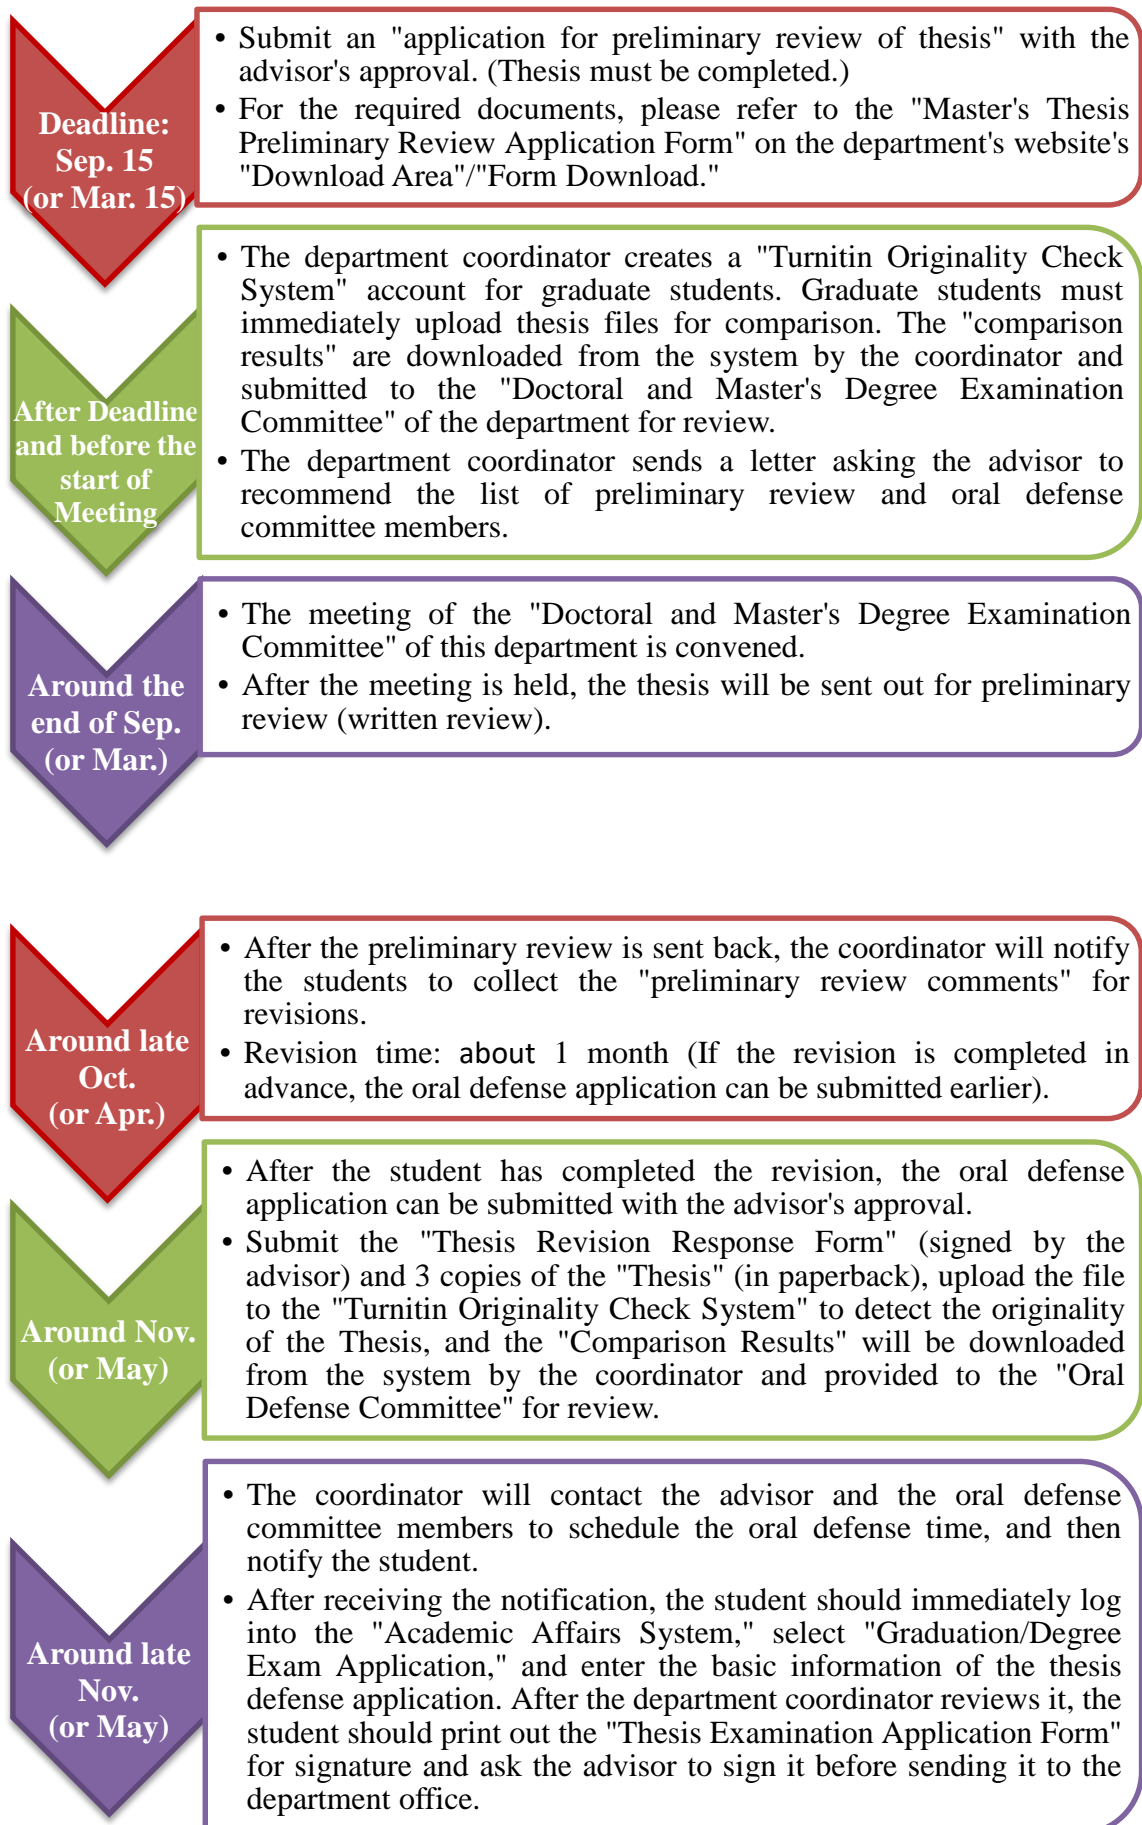 Deadline:
Sep. 15
(or Mar. 15)
• Submit an "application for preliminary review of thesis" with the
advisor's approval. (Thesis must be completed.)
• For the required documents, please refer to the "Master's Thesis
Preliminary Review Application Form" on the department's website's
"Download Area"/"Form Download."
After Deadline
and before the
start of
Meeting
• The department coordinator creates a "Turnitin Originality Check
System" account for graduate students. Graduate students must
immediately upload thesis files for comparison. The "comparison
results" are downloaded from the system by the coordinator and
submitted to the "Doctoral and Master's Degree Examination
Committee" of the department for review.
• The department coordinator sends a letter asking the advisor to
recommend the list of preliminary review and oral defense
committee members.
Around the
end of Sep.
(or Mar.)
• The meeting of the "Doctoral and Master's Degree Examination
Committee" of this department is convened.
• After the meeting is held, the thesis will be sent out for preliminary
review (written review).
Around late
Oct.
(or Apr.)
• After the preliminary review is sent back, the coordinator will notify
the students to collect the "preliminary review comments" for
revisions.
• Revision time: about 1 month (If the revision is completed in
advance, the oral defense application can be submitted earlier).
Around Nov.
(or May)
• After the student has completed the revision, the oral defense
application can be submitted with the advisor's approval.
• Submit the "Thesis Revision Response Form" (signed by the
advisor) and 3 copies of the "Thesis" (in paperback), upload the file
to the "Turnitin Originality Check System" to detect the originality
of the Thesis, and the "Comparison Results" will be downloaded
from the system by the coordinator and provided to the "Oral
Defense Committee" for review.
Around late
Nov.
(or May)
• The coordinator will contact the advisor and the oral defense
committee members to schedule the oral defense time, and then
notify the student.
• After receiving the notification, the student should immediately log
into the "Academic Affairs System," select "Graduation/Degree
Exam Application," and enter the basic information of the thesis
defense application. After the department coordinator reviews it, the
student should print out the "Thesis Examination Application Form"
for signature and ask the advisor to sign it before sending it to the
department office.